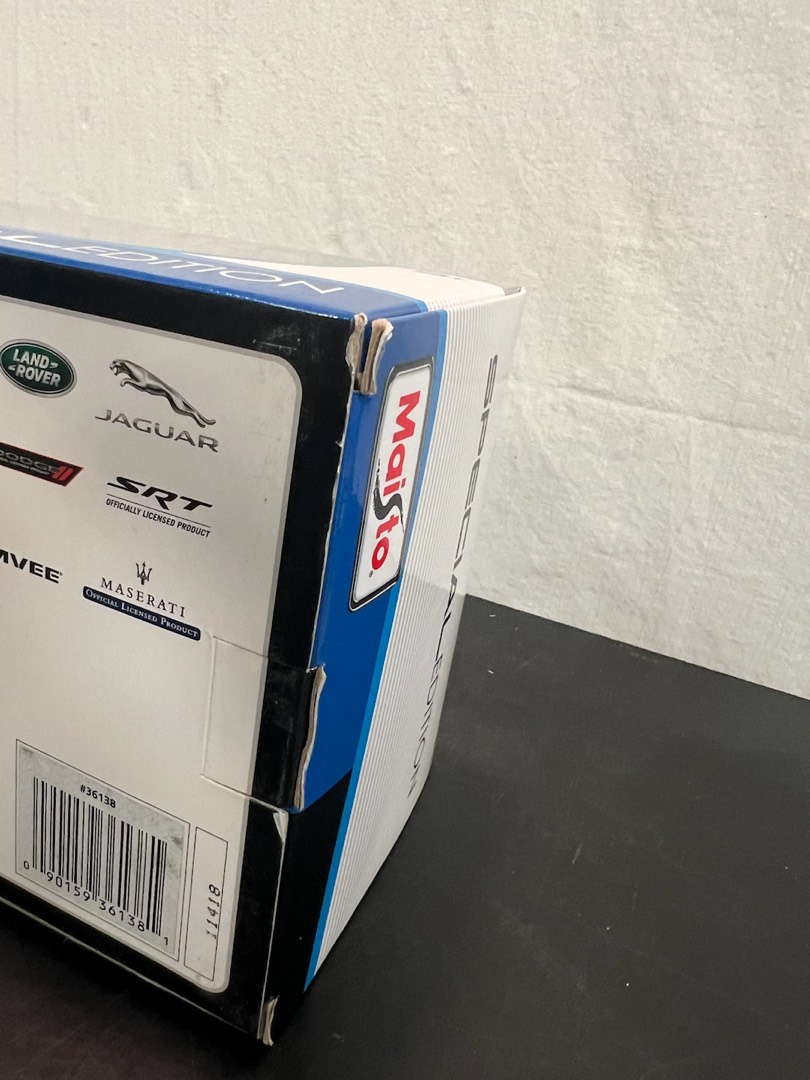 EDITION
LAND-
ROVER
JAGUAR
DODGE
SRT
OFFICIALLY LICENSED PRODUCT
MVEE
MASERATI
OFFICIAL LICENSED PRODUCT
Maisto
SPECIAL EDITION
#36138
0 90159 36138 1
11418